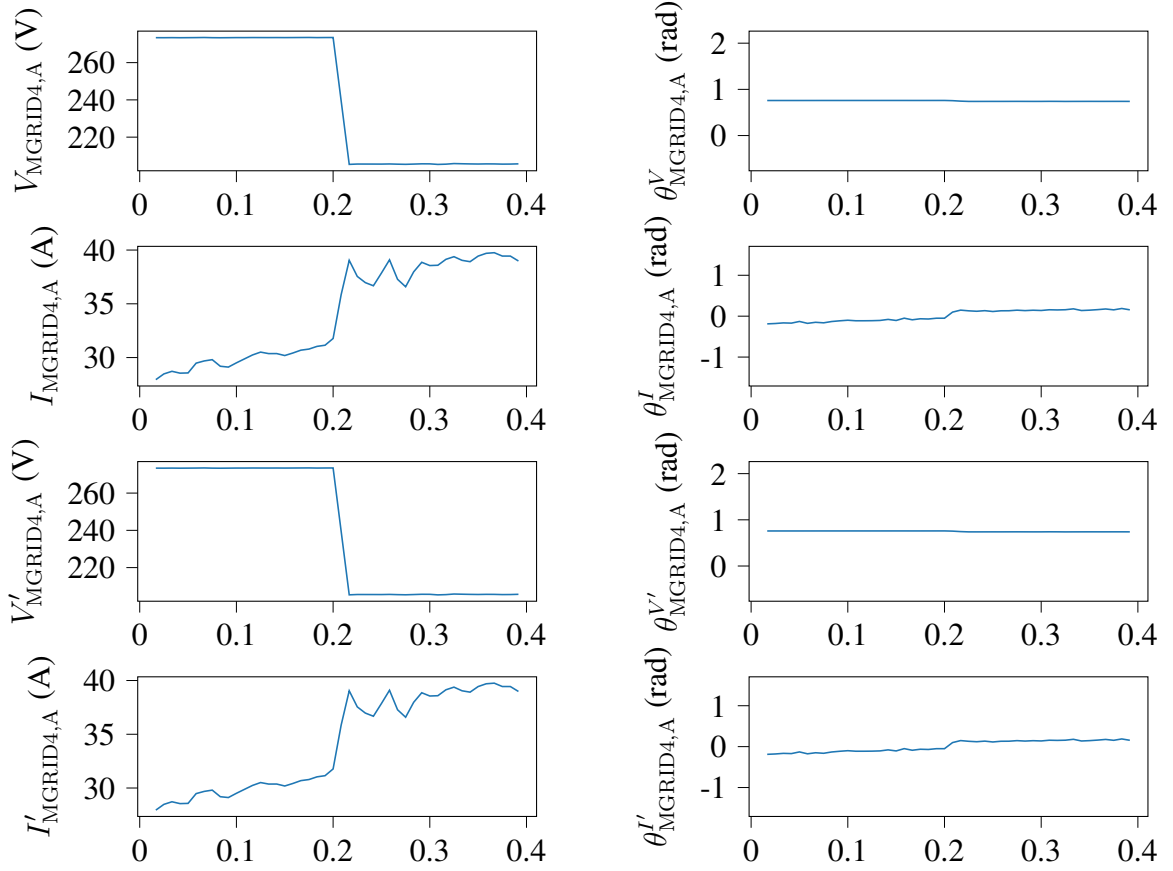 V_MGRID4,A (V)
260
240
220
0 0.1 0.2 0.3 0.4
θ^V_MGRID4,A (rad)
2
1
0
0 0.1 0.2 0.3 0.4
I_MGRID4,A (A)
40
35
30
0 0.1 0.2 0.3 0.4
θ^I_MGRID4,A (rad)
1
0
-1
0 0.1 0.2 0.3 0.4
V′_MGRID4,A (V)
260
240
220
0 0.1 0.2 0.3 0.4
θ^V′_MGRID4,A (rad)
2
1
0
0 0.1 0.2 0.3 0.4
I′_MGRID4,A (A)
40
35
30
0 0.1 0.2 0.3 0.4
θ^I′_MGRID4,A (rad)
1
0
-1
0 0.1 0.2 0.3 0.4